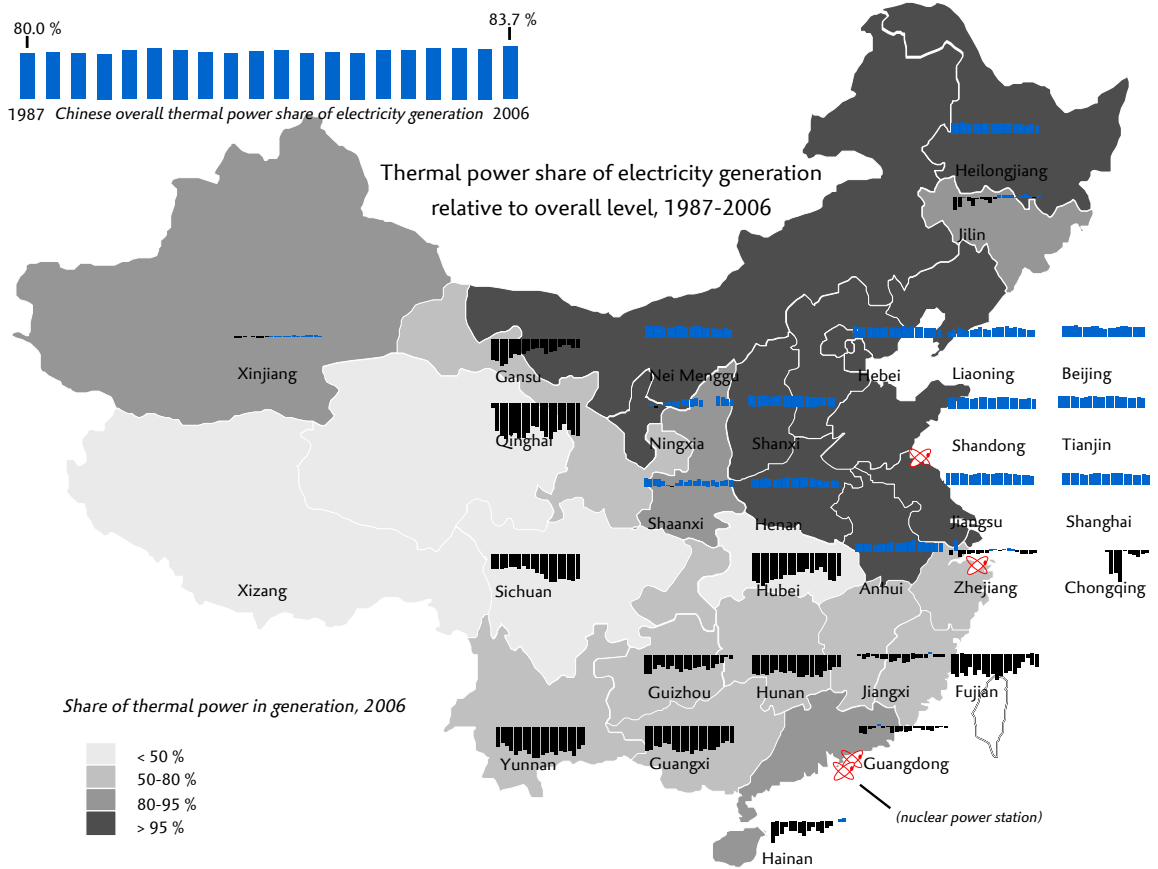 80.0 %
83.7 %
1987 Chinese overall thermal power share of electricity generation 2006
Thermal power share of electricity generation
relative to overall level, 1987-2006
Heilongjiang
Jilin
Xinjiang
Gansu
Nei Menggu
Hebei
Liaoning
Beijing
Qinghai
Ningxia
Shanxi
Shandong
Tianjin
Shaanxi
Henan
Jiangsu
Shanghai
Xizang
Sichuan
Hubei
Anhui
Zhejiang
Chongqing
Guizhou
Hunan
Jiangxi
Fujian
Share of thermal power in generation, 2006
< 50 %
50-80 %
80-95 %
> 95 %
Yunnan
Guangxi
Guangdong
(nuclear power station)
Hainan